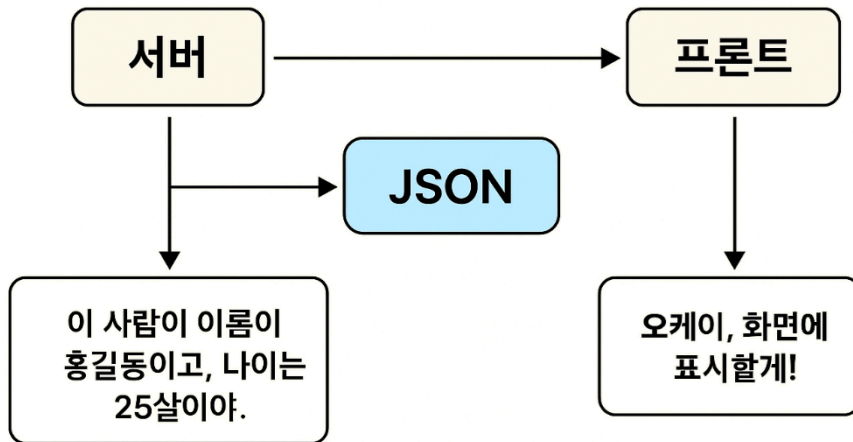 서버
프론트
JSON
이 사람이 이롬이
홍길동이고, 나이는
25살이야.
오케이, 화면에
표시할게!